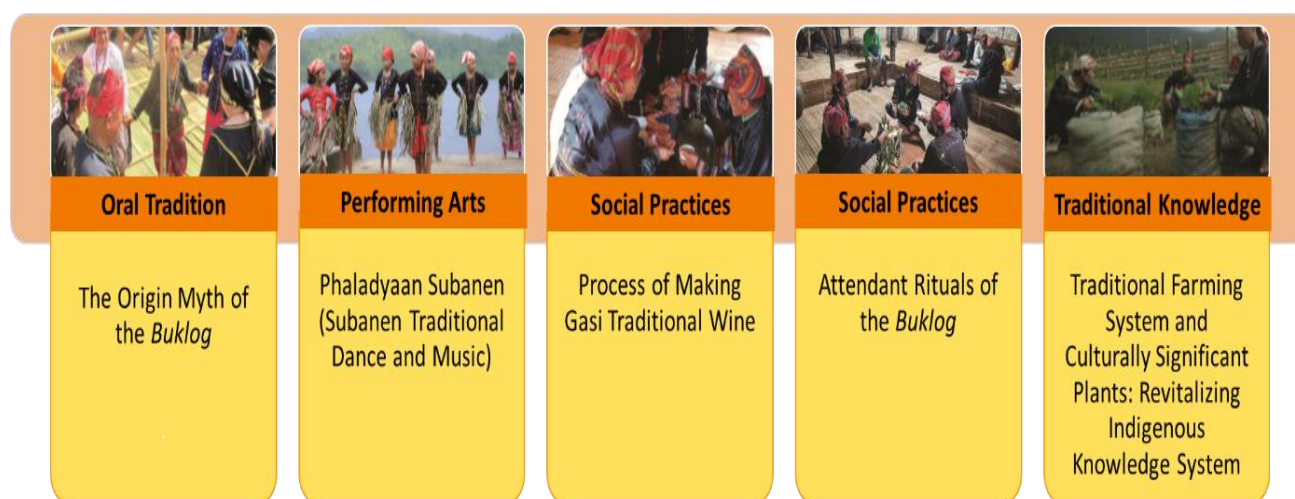 Oral Tradition
The Origin Myth of
the Buklog
Performing Arts
Phaladyaan Subanen
(Subanen Traditional
Dance and Music)
Social Practices
Process of Making
Gasi Traditional Wine
Social Practices
Attendant Rituals of
the Buklog
Traditional Knowledge
Traditional Farming
System and
Culturally Significant
Plants: Revitalizing
Indigenous
Knowledge System